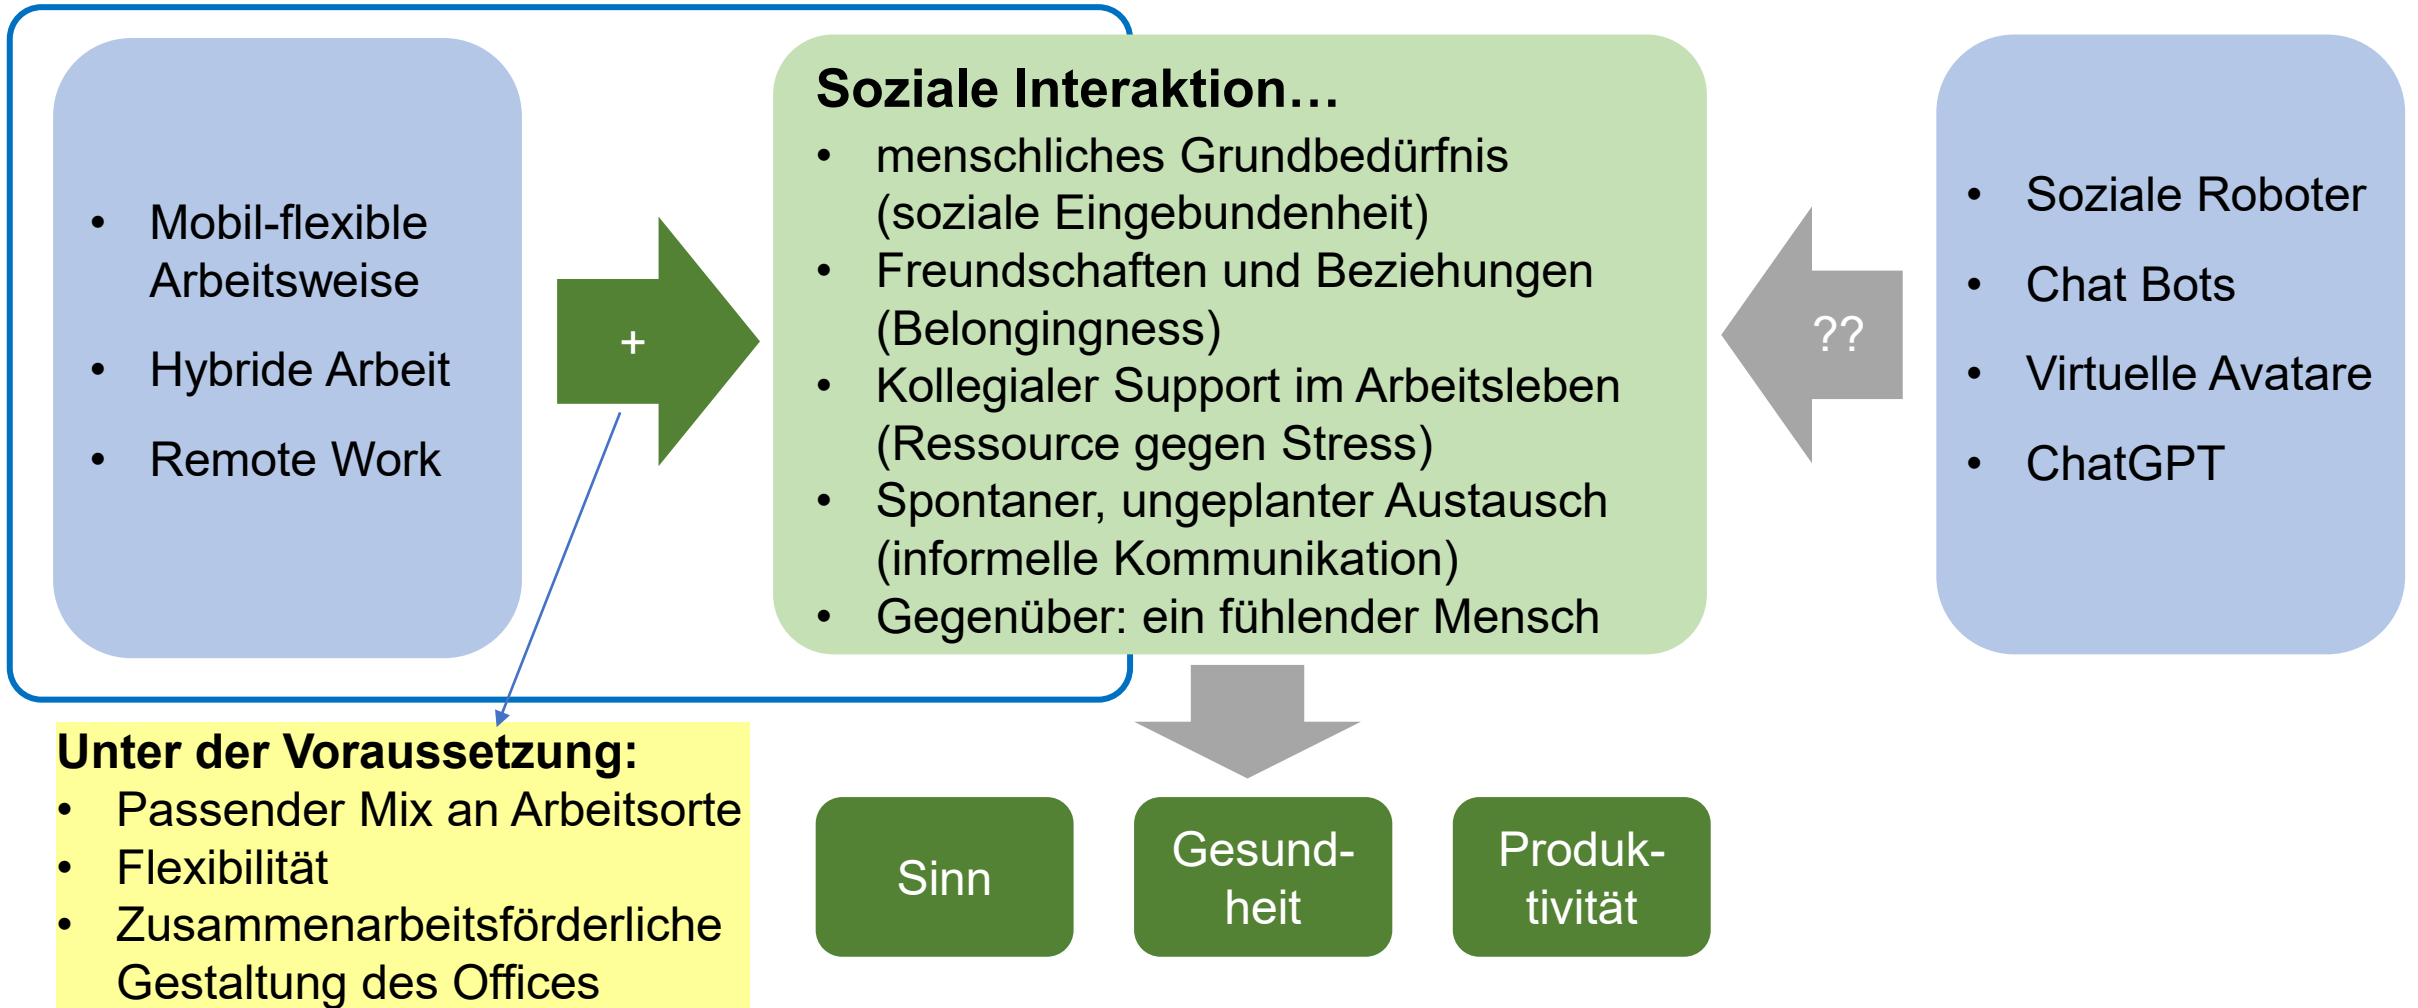 • Mobil-flexible
Arbeitsweise
• Hybride Arbeit
• Remote Work
+
Soziale Interaktion…
• menschliches Grundbedürfnis
(soziale Eingebundenheit)
• Freundschaften und Beziehungen
(Belongingness)
• Kollegialer Support im Arbeitsleben
(Ressource gegen Stress)
• Spontaner, ungeplanter Austausch
(informelle Kommunikation)
• Gegenüber: ein fühlender Mensch
??
• Soziale Roboter
• Chat Bots
• Virtuelle Avatare
• ChatGPT
Unter der Voraussetzung:
• Passender Mix an Arbeitsorte
• Flexibilität
• Zusammenarbeitsförderliche
Gestaltung des Offices
Sinn
Gesund-
heit
Produk-
tivität